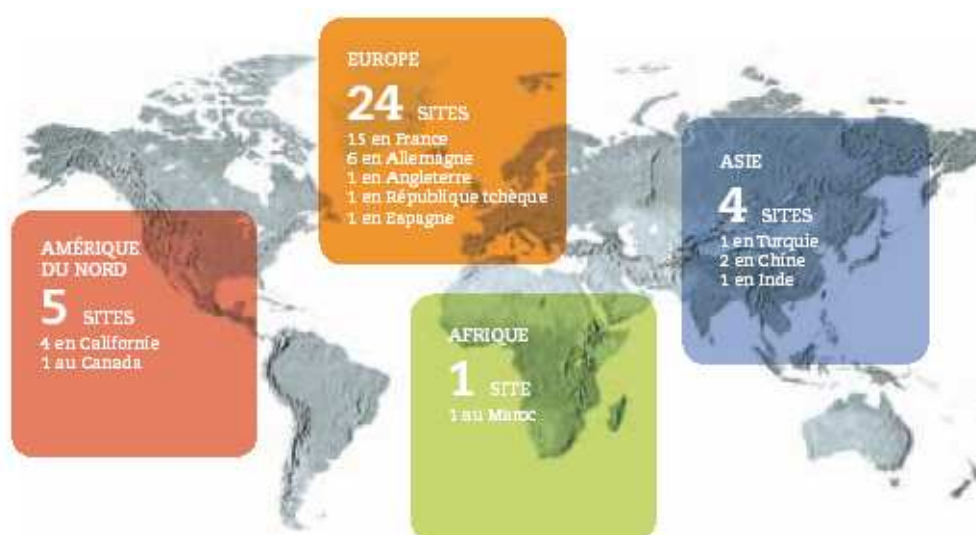 EUROPE
24 SITES
15 en France
6 en Allemagne
1 en Angleterre
1 en République tchèque
1 en Espagne
ASIE
4 SITES
1 en Turquie
2 en Chine
1 en Inde
AMÉRIQUE
DU NORD
5 SITES
4 en Californie
1 au Canada
AFRIQUE
1 SITE
1 au Maroc